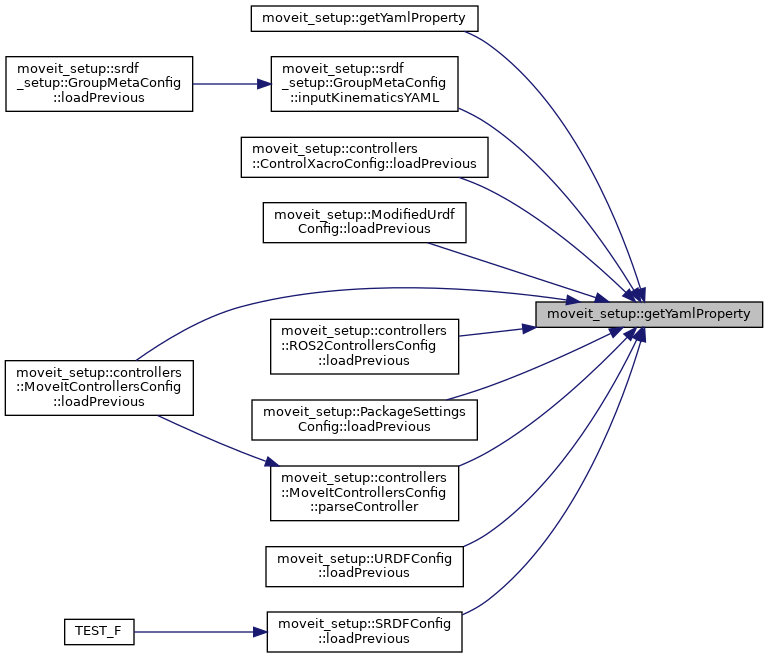 moveit_setup::getYamlProperty
moveit_setup::srdf
_setup::GroupMetaConfig
::loadPrevious
moveit_setup::srdf
_setup::GroupMetaConfig
::inputKinematicsYAML
moveit_setup::controllers
::ControlXacroConfig::loadPrevious
moveit_setup::ModifiedUrdf
Config::loadPrevious
moveit_setup::getYamlProperty
moveit_setup::controllers
::ROS2ControllersConfig
::loadPrevious
moveit_setup::controllers
::MoveItControllersConfig
::loadPrevious
moveit_setup::PackageSettings
Config::loadPrevious
moveit_setup::controllers
::MoveItControllersConfig
::parseController
moveit_setup::URDFConfig
::loadPrevious
TEST_F
moveit_setup::SRDFConfig
::loadPrevious